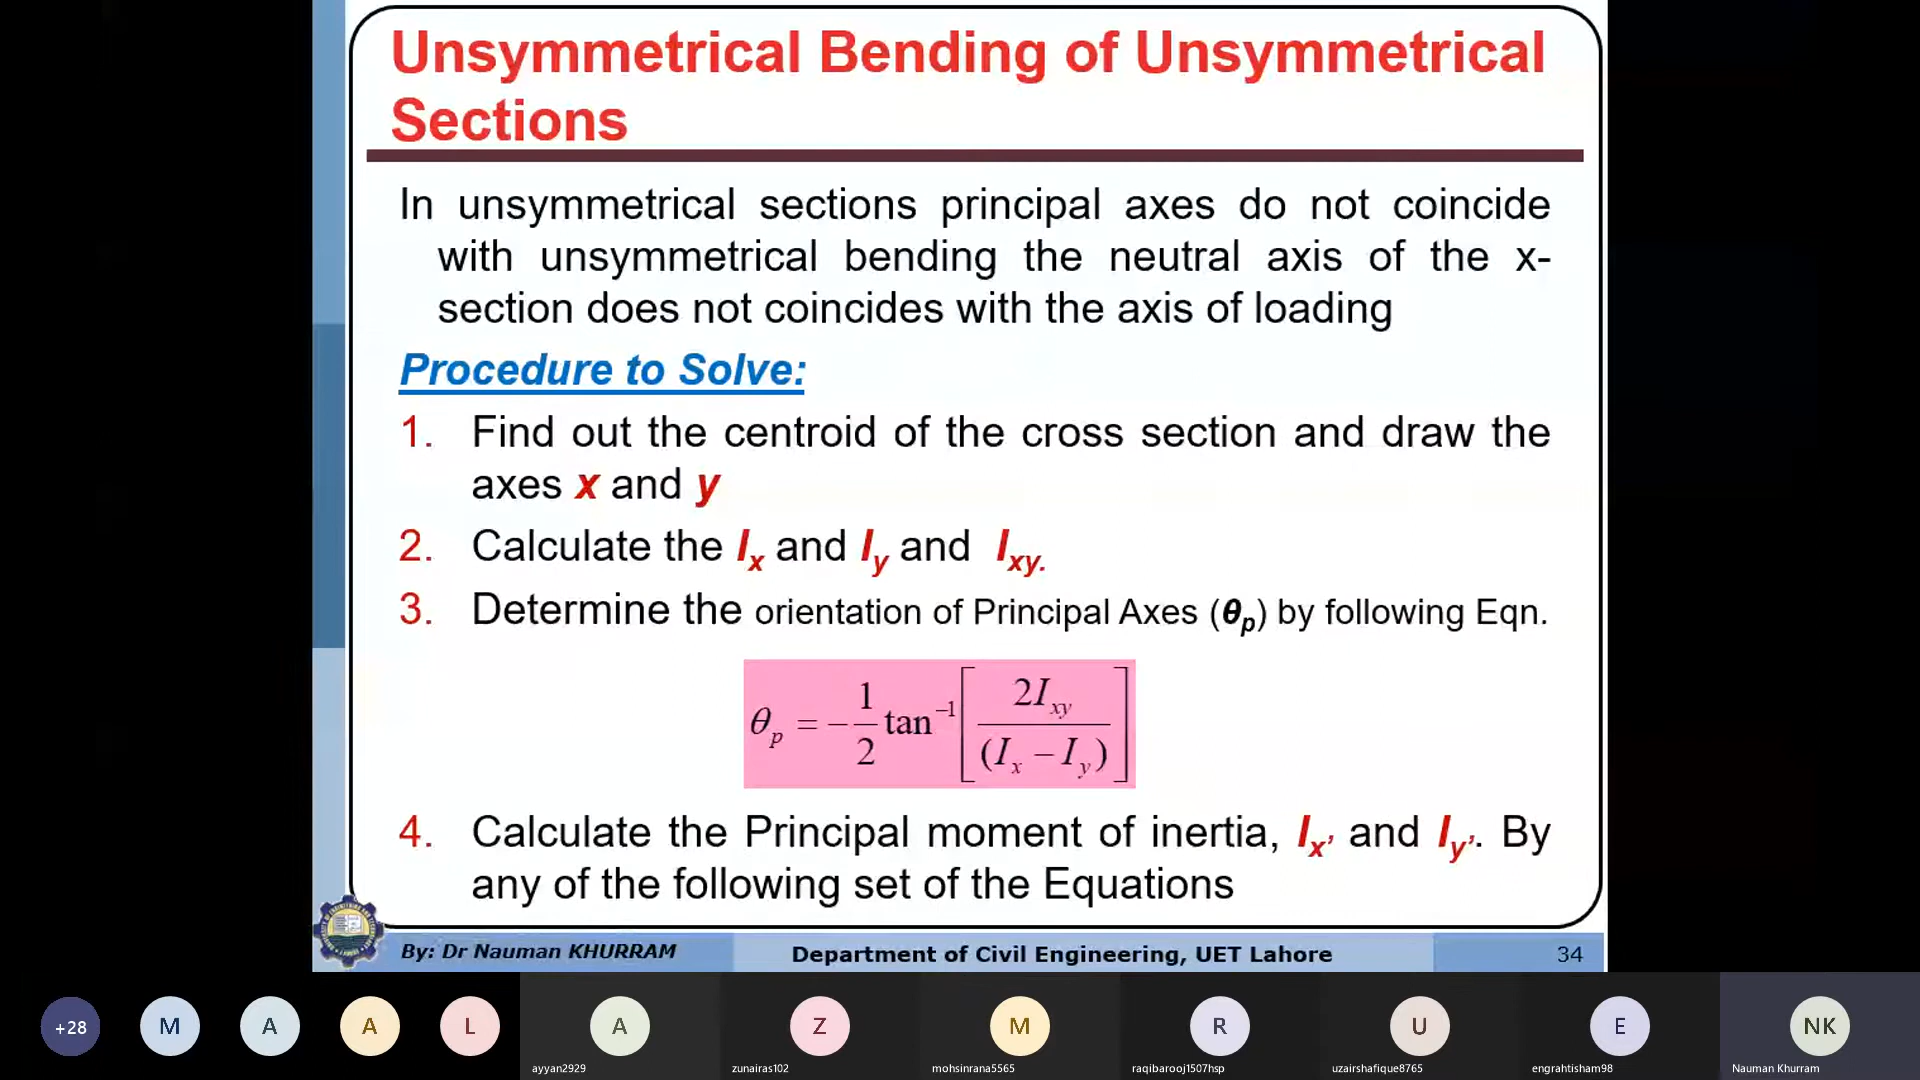 Unsymmetrical Bending of Unsymmetrical
Sections
In unsymmetrical sections principal axes do not coincide
with unsymmetrical bending the neutral axis of the x-
section does not coincides with the axis of loading
Procedure to Solve:
1. Find out the centroid of the cross section and draw the
axes x and y
2. Calculate the Ix and Iy and Ixy.
3. Determine the orientation of Principal Axes (θp) by following Eqn.
θp = -1/2 tan⁻¹[2Ixy/(Ix − Iy)]
4. Calculate the Principal moment of inertia, Ix' and Iy'. By
any of the following set of the Equations
By: Dr Nauman KHURRAM
Department of Civil Engineering, UET Lahore
34
+28 M A A L A Z M R U E NK
ayyan2929 zunairas102 mohsinrana5565 raqibarooj1507hsp uzairshafique8765 engrahtisham98 Nauman Khurram